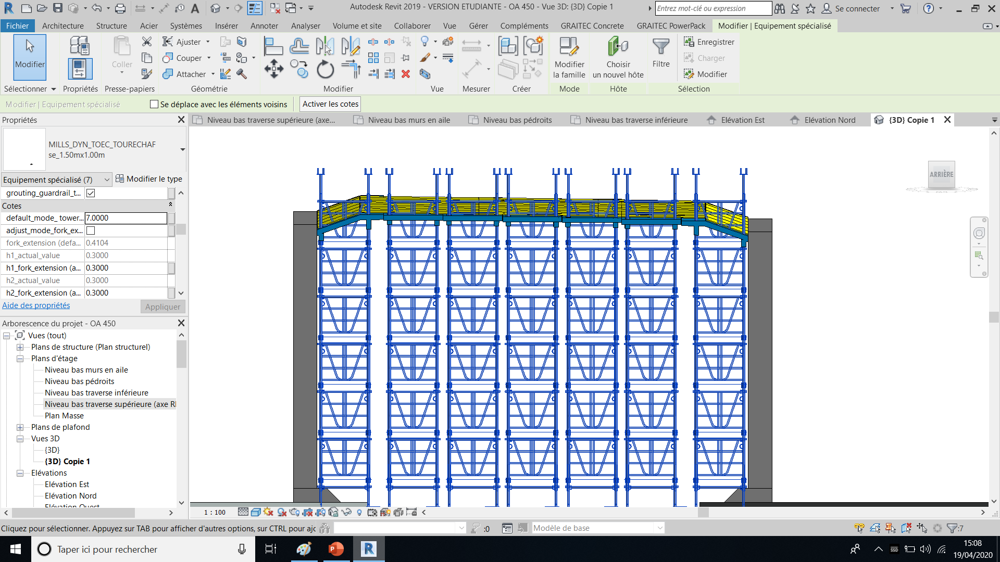 Autodesk Revit 2019 - VERSION ETUDIANTE - OA 450 - Vue 3D: {3D} Copie 1
Entrez mot-clé ou expression
Se connecter
Fichier Architecture Structure Acier Systèmes Insérer Annoter Analyser Volume et site Collaborer Vue Gérer Compléments GRAITEC Concrete GRAITEC PowerPack Modifier | Equipement spécialisé
Modifier
Coller
Ajuster
Couper
Attacher
Modifier
la famille
Choisir
un nouvel hôte
Filtre
Enregistrer
Charger
Modifier
Sélectionner Propriétés Presse-papiers Géométrie Modifier Vue Mesurer Créer Mode Hôte Sélection
Modifier | Equipement spécialisé Se déplace avec les éléments voisins Activer les cotes
Propriétés
Niveau bas traverse supérieure (axe... Niveau bas murs en aile Niveau bas pédroits Niveau bas traverse inférieure Elévation Est Elévation Nord {3D} Copie 1
MILLS_DYN_TOEC_TOURECHAF
se_1.50mx1.00m
Equipement spécialisé (7) Modifier le type
grouting_guardrail_t...
Cotes
default_mode_ tower... 7.0000
adjust_mode_fork_ex...
fork_extension (defa... 0.4104
h1_actual_value 0.3000
h1_fork_extension (a... 0.3000
h2_actual_value 0.3000
h2_fork_extension (a... 0.3000
Aide des propriétés Appliquer
ARRIÈRE
Arborescence du projet - OA 450
Vues (tout)
Plans de structure (Plan structurel)
Plans d'étage
Niveau bas murs en aile
Niveau bas pédroits
Niveau bas traverse inférieure
Niveau bas traverse supérieure (axe R
Plan Masse
Plans de plafond
Vues 3D
{3D}
{3D} Copie 1
Elévations
Elévation Est
Elévation Nord
Elévation Ouest
1 : 100
Cliquez pour sélectionner. Appuyez sur TAB pour afficher d'autres options, sur CTRL pour ajo
:0
Modèle de base
:7
Taper ici pour rechercher
SSD
15:08
19/04/2020